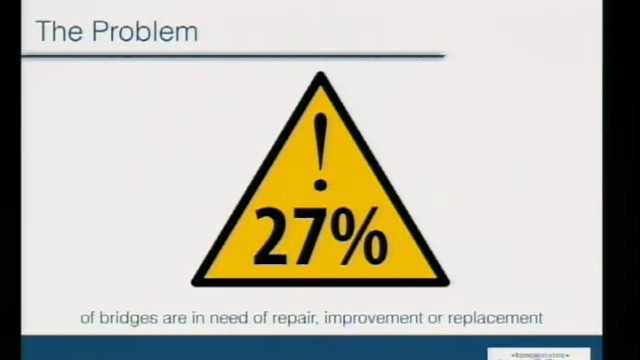 The Problem
!
27%
of bridges are in need of repair, improvement or replacement